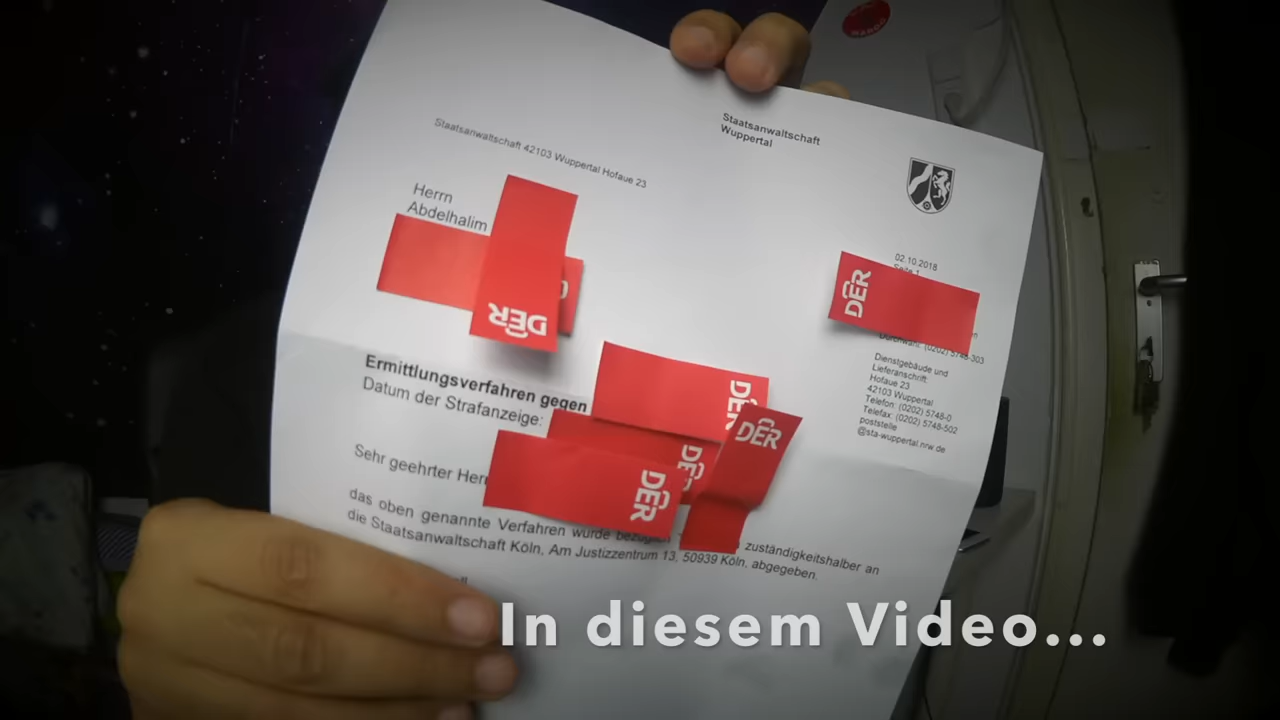 Staatsanwaltschaft
Wuppertal
Staatsanwaltschaft 42103 Wuppertal Hofaue 23
Herrn
Abdelhalim
02.10.2018
Seite 1
Durchwahl: (0202) 5748-303
Dienstgebäude und
Lieferanschrift:
Hofaue 23
42103 Wuppertal
Telefon: (0202) 5748-0
Telefax: (0202) 5748-502
poststelle
@sta-wuppertal.nrw.de
DER
DER
Ermittlungsverfahren gegen
Datum der Strafanzeige:
DER
DER
DER
DER
Sehr geehrter Herr
das oben genannte Verfahren wurde bezüglich zuständigkeitshalber an
die Staatsanwaltschaft Köln, Am Justizzentrum 13, 50939 Köln, abgegeben.
In diesem Video...